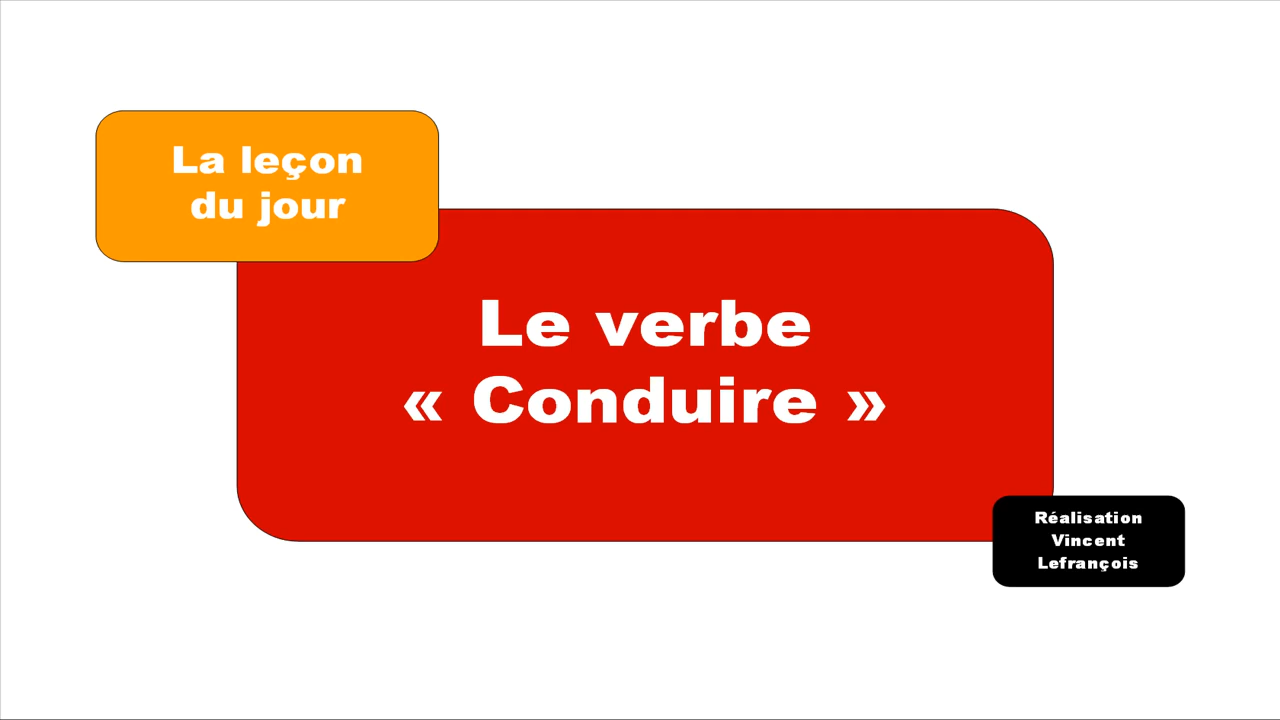 La leçon
du jour
Le verbe
« Conduire »
Réalisation
Vincent
Lefrançois